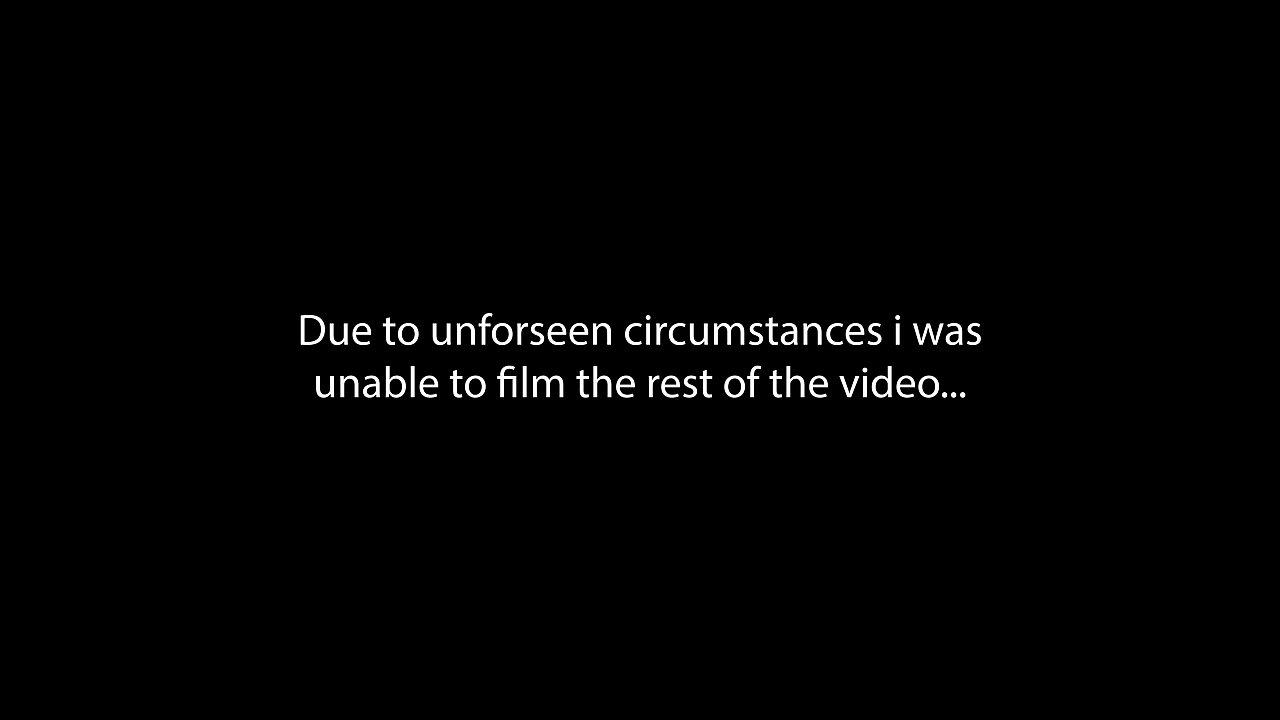 Due to unforseen circumstances i was
unable to film the rest of the video...